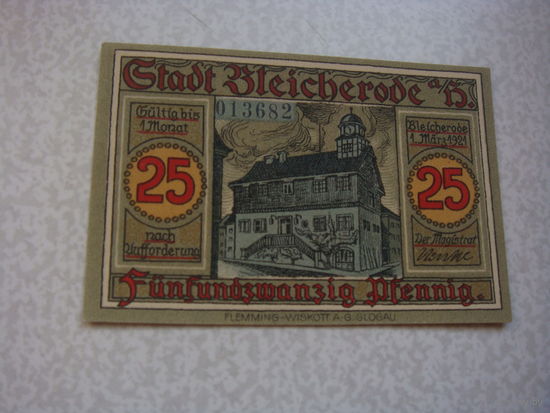 Stadt Bleicherode a/H.
013682
Gültig bis
1 Monat
25
nach
Aufforderung
Bleicherode
1. März 1921
25
Der Magistrat
Fünfundzwanzig Pfennig.
FLEMMING-WISKOTT A-G. GLOGAU